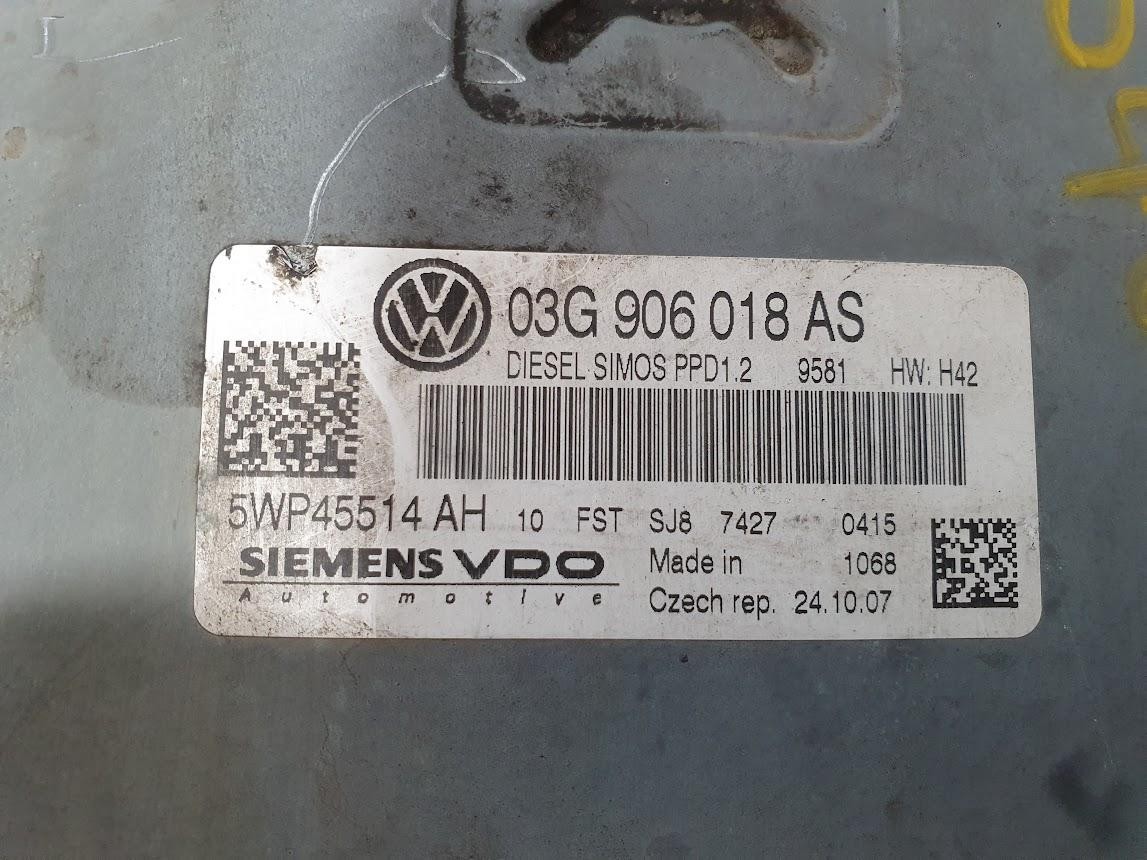 03G 906 018 AS
DIESEL SIMOS PPD1.2 9581 HW: H42
5WP45514 AH 10 FST SJ8 7427 0415
SIEMENS VDO
Automotive
Made in 1068
Czech rep. 24.10.07